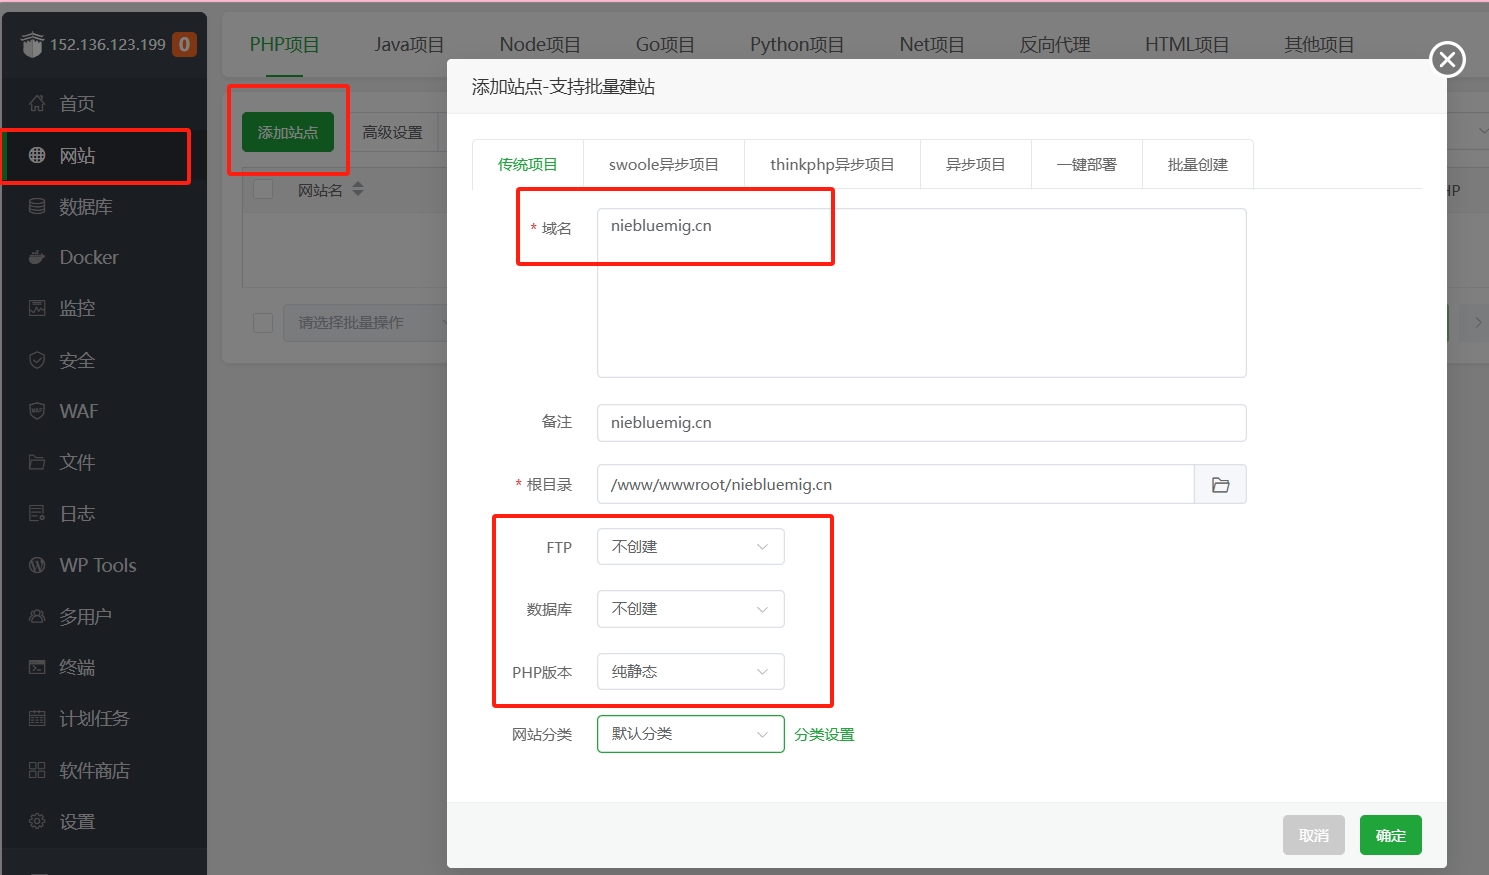 152.136.123.199 0
首页
网站
数据库
Docker
监控
安全
WAF
文件
日志
WP Tools
多用户
终端
计划任务
软件商店
设置
PHP项目 Java项目 Node项目 Go项目 Python项目 Net项目 反向代理 HTML项目 其他项目
添加站点 高级设置
网站名
请选择批量操作
添加站点-支持批量建站
传统项目 swoole异步项目 thinkphp异步项目 异步项目 一键部署 批量创建
* 域名 niebluemig.cn
备注 niebluemig.cn
* 根目录 /www/wwwroot/niebluemig.cn
FTP 不创建
数据库 不创建
PHP版本 纯静态
网站分类 默认分类 分类设置
取消 确定